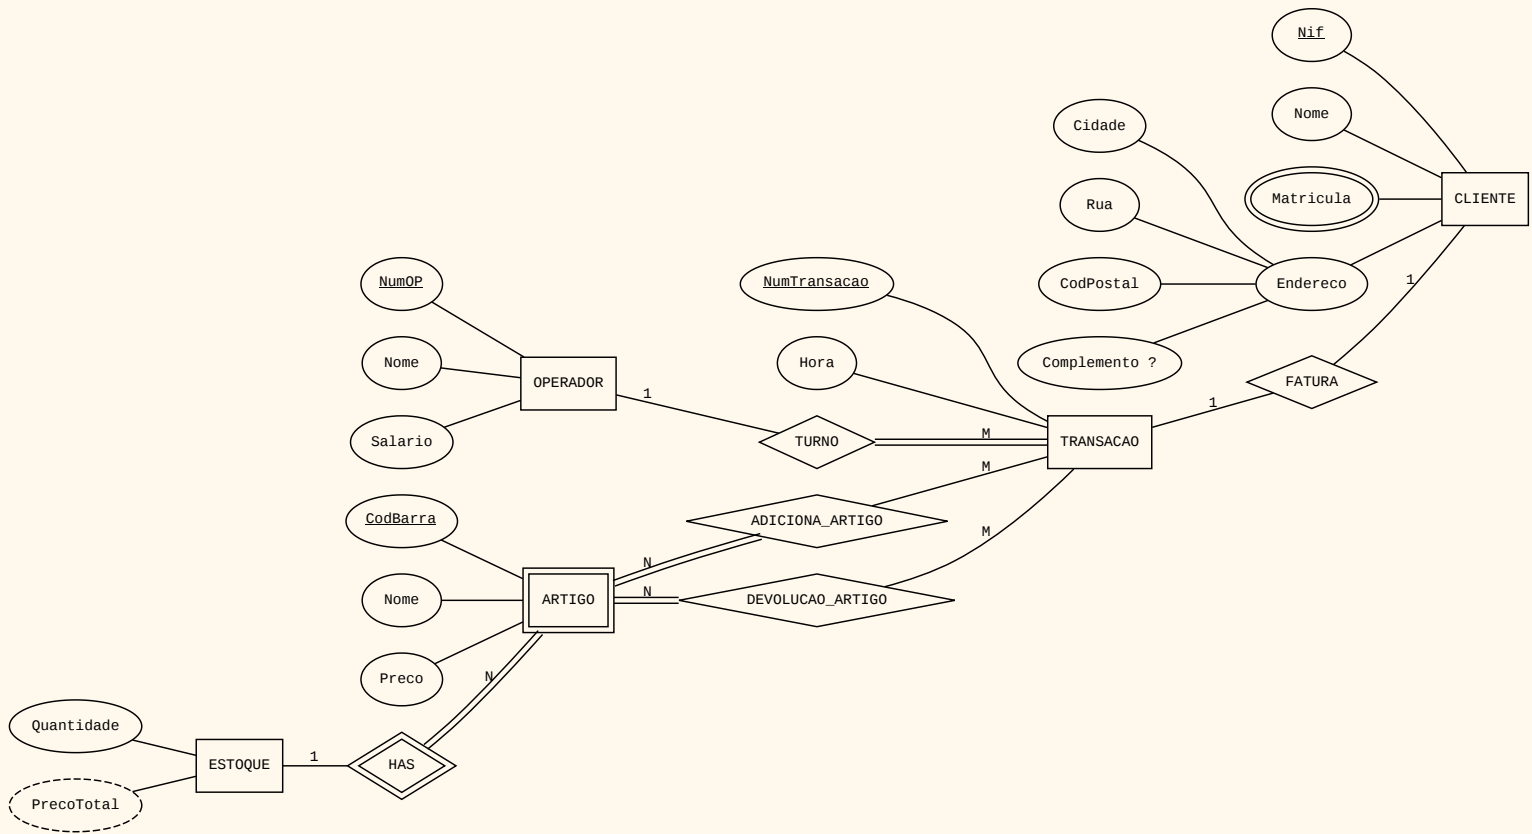 Nif
Nome
Cidade
Matricula
CLIENTE
Rua
NumOP
NumTransacao
CodPostal
Endereco
1
Nome
Hora
Complemento ?
OPERADOR
FATURA
1
1
Salario
TURNO
M
TRANSACAO
M
CodBarra
ADICIONA_ARTIGO
M
N
N
Nome
ARTIGO
DEVOLUCAO_ARTIGO
Preco
N
Quantidade
1
ESTOQUE
HAS
PrecoTotal